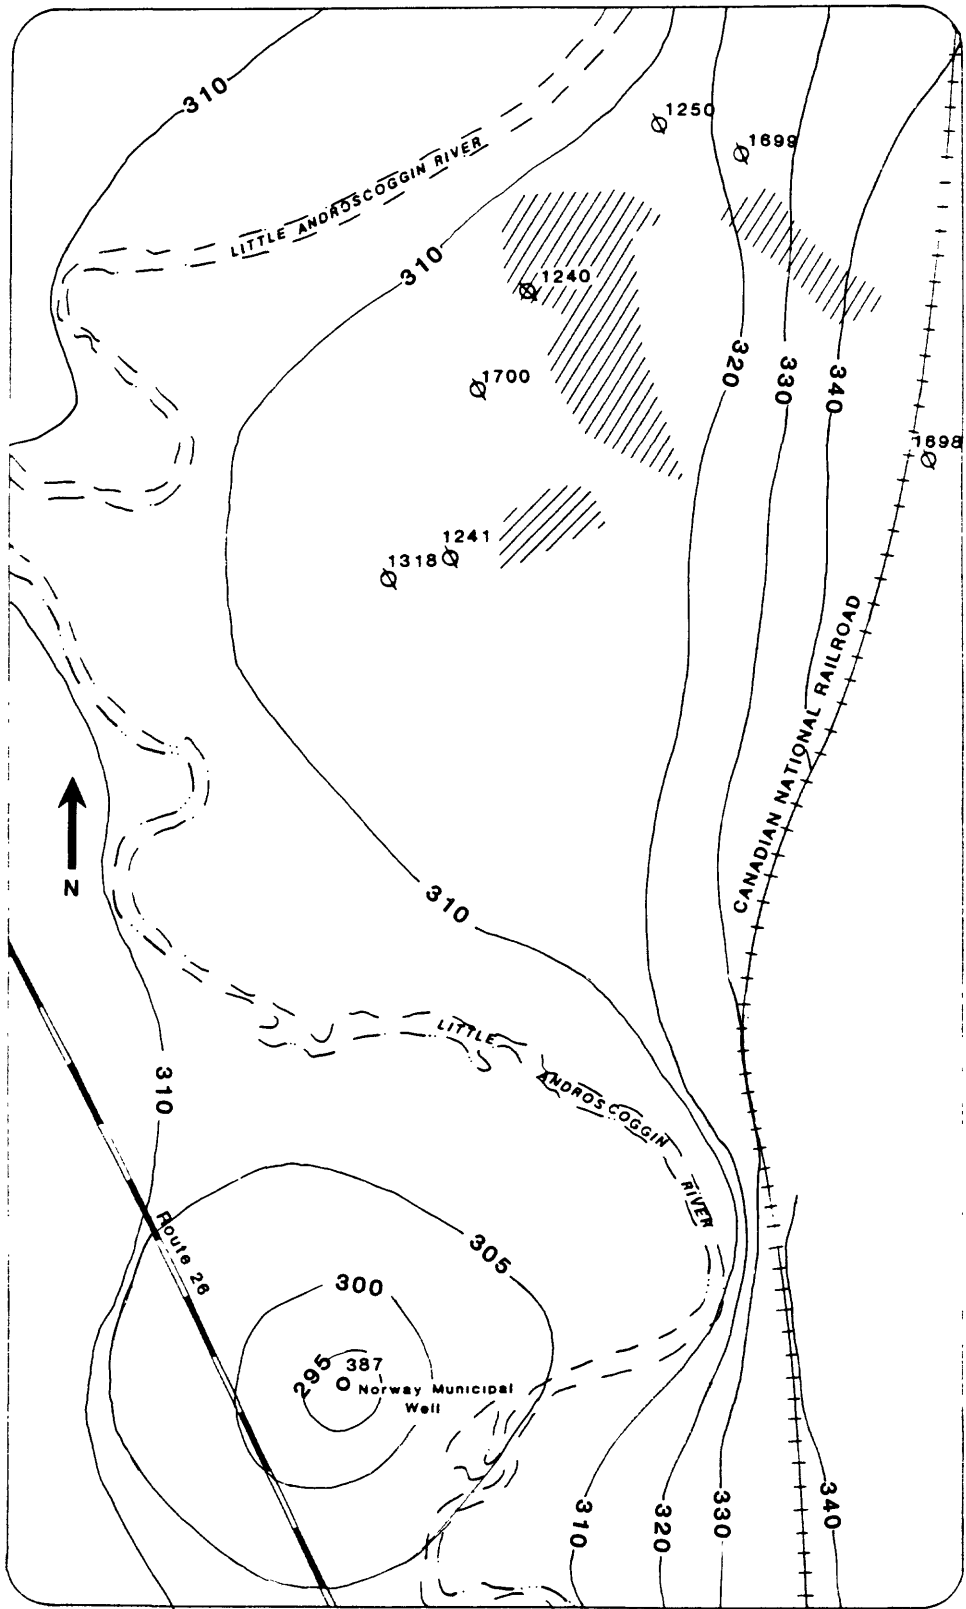 310
1250
1699
LITTLE ANDROSCOGGIN RIVER
310
1240
320
330
340
1700
1698
1241
1318
CANADIAN NATIONAL RAILROAD
N
310
LITTLE
ANDROSCOGGIN
RIVER
310
Route 26
305
300
295
387
Norway Municipal
Well
310
320
330
340